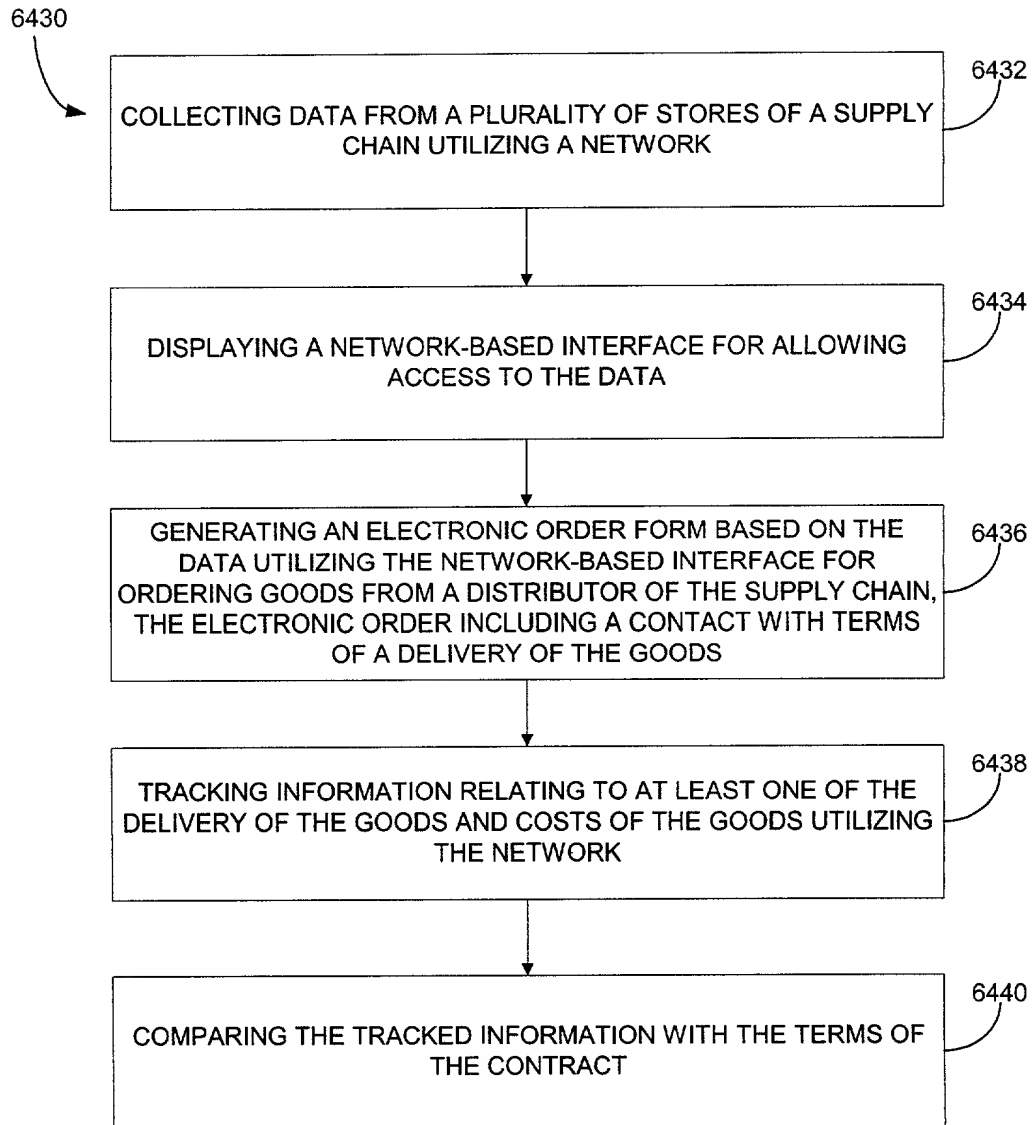 6430
6432
COLLECTING DATA FROM A PLURALITY OF STORES OF A SUPPLY
CHAIN UTILIZING A NETWORK
6434
DISPLAYING A NETWORK-BASED INTERFACE FOR ALLOWING
ACCESS TO THE DATA
6436
GENERATING AN ELECTRONIC ORDER FORM BASED ON THE
DATA UTILIZING THE NETWORK-BASED INTERFACE FOR
ORDERING GOODS FROM A DISTRIBUTOR OF THE SUPPLY CHAIN,
THE ELECTRONIC ORDER INCLUDING A CONTACT WITH TERMS
OF A DELIVERY OF THE GOODS
6438
TRACKING INFORMATION RELATING TO AT LEAST ONE OF THE
DELIVERY OF THE GOODS AND COSTS OF THE GOODS UTILIZING
THE NETWORK
6440
COMPARING THE TRACKED INFORMATION WITH THE TERMS OF
THE CONTRACT